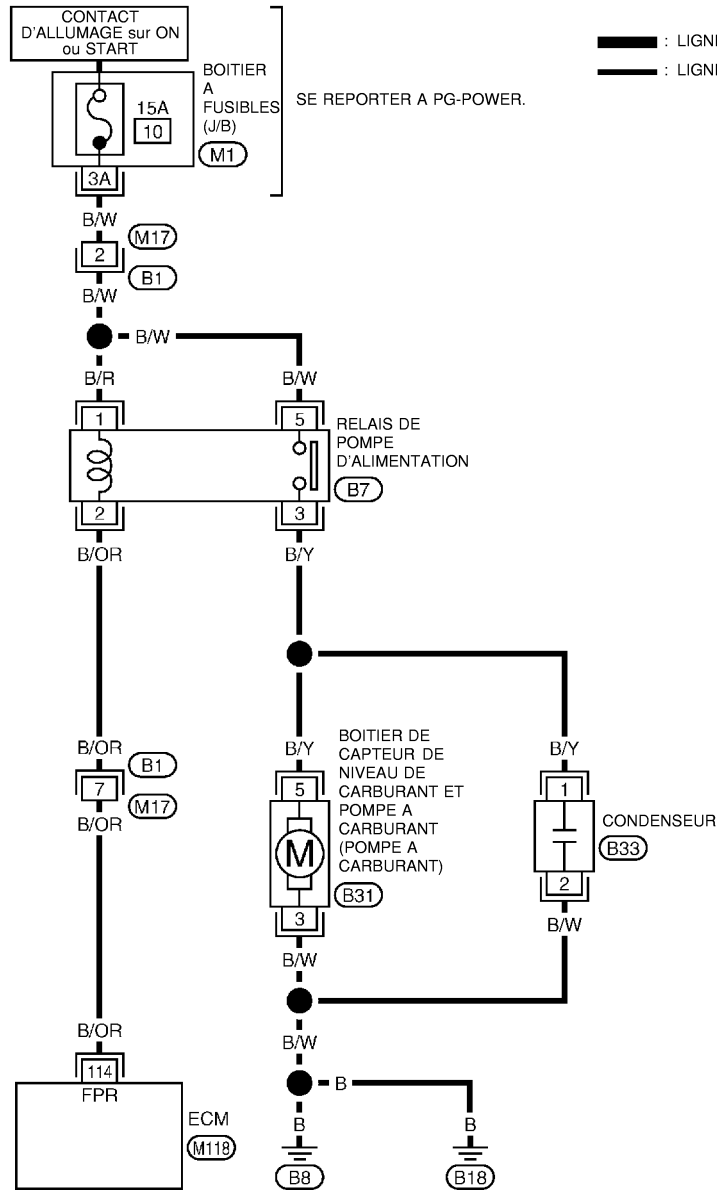 CONTACT
D'ALLUMAGE sur ON
ou START
: LIGNE
: LIGNE
BOITIER
A
FUSIBLES
(J/B)
15A
10
M1
SE REPORTER A PG-POWER.
3A
B/W
M17
2
B1
B/W
B/W
B/R
B/W
1
5
RELAIS DE
POMPE
D'ALIMENTATION
B7
2
3
B/OR
B/Y
B/OR
B1
7
M17
B/OR
B/Y
BOITIER DE
CAPTEUR DE
NIVEAU DE
CARBURANT ET
POMPE A
CARBURANT
(POMPE A
CARBURANT)
B31
5
M
3
B/Y
1
CONDENSEUR
B33
2
B/W
B/W
B/W
B/OR
114
FPR
ECM
M118
B
B
B
B8
B18